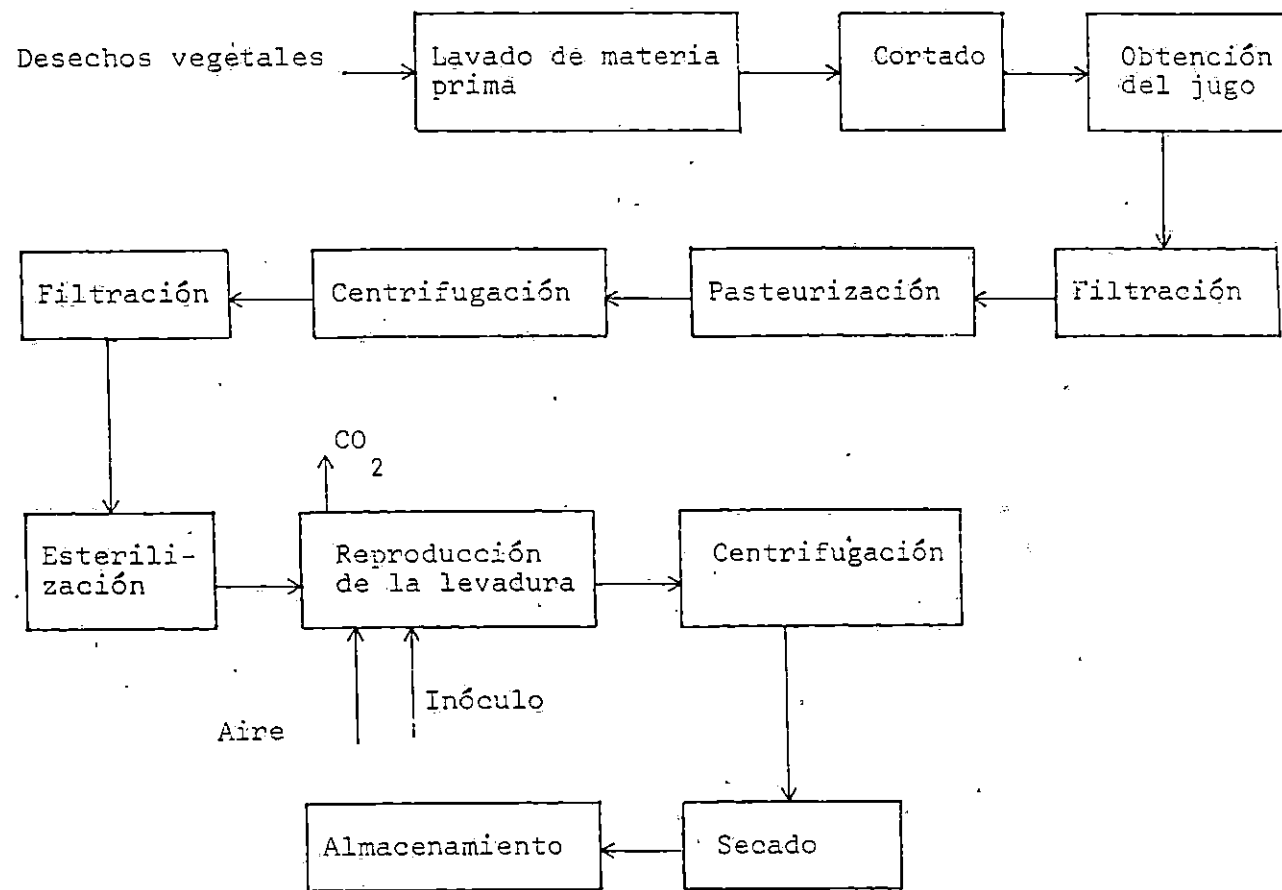 Desechos vegetales
Lavado de materia
prima
Cortado
Obtención
del jugo
Filtración
Centrifugación
Pasteurización
Filtración
CO
2
Esterili-
zación
Reproducción
de la levadura
Centrifugación
Inóculo
Aire
Almacenamiento
Secado